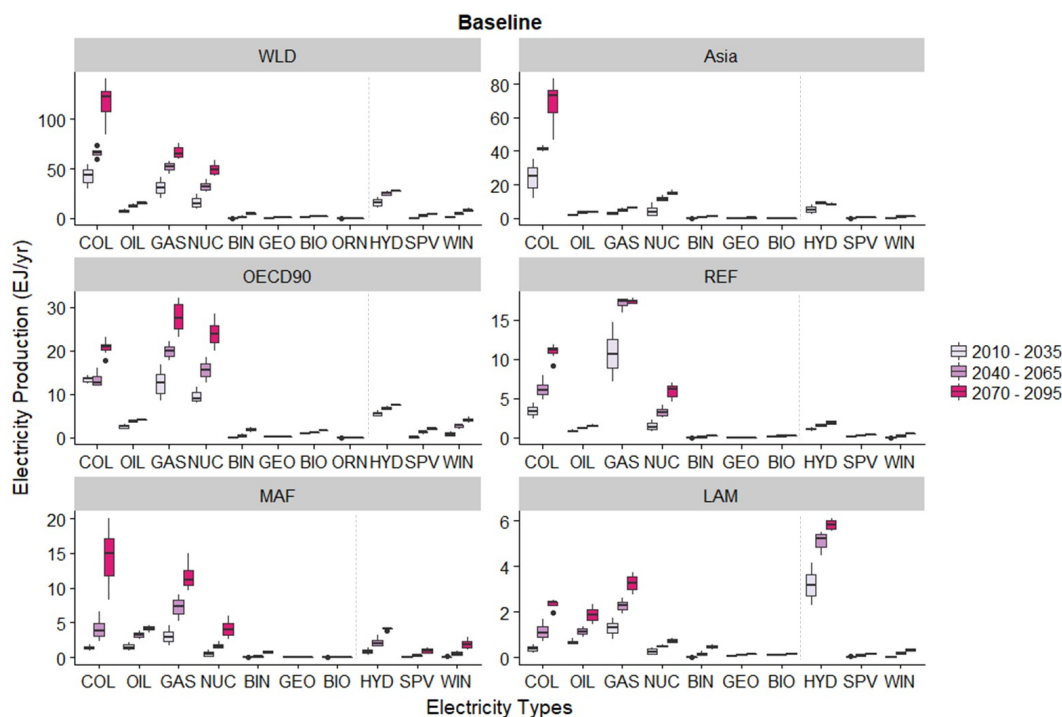 Baseline
WLD
Asia
100
50
0
80
60
40
20
0
COL OIL GAS NUC BIN GEO BIO ORN HYD SPV WIN
COL OIL GAS NUC BIN GEO BIO HYD SPV WIN
OECD90
REF
30
20
10
0
15
10
5
0
COL OIL GAS NUC BIN GEO BIO ORN HYD SPV WIN
COL OIL GAS NUC BIN GEO BIO HYD SPV WIN
MAF
LAM
20
15
10
5
0
6
4
2
0
COL OIL GAS NUC BIN GEO BIO HYD SPV WIN
COL OIL GAS NUC BIN GEO BIO HYD SPV WIN
Electricity Production (EJ/yr)
Electricity Types
2010 - 2035
2040 - 2065
2070 - 2095